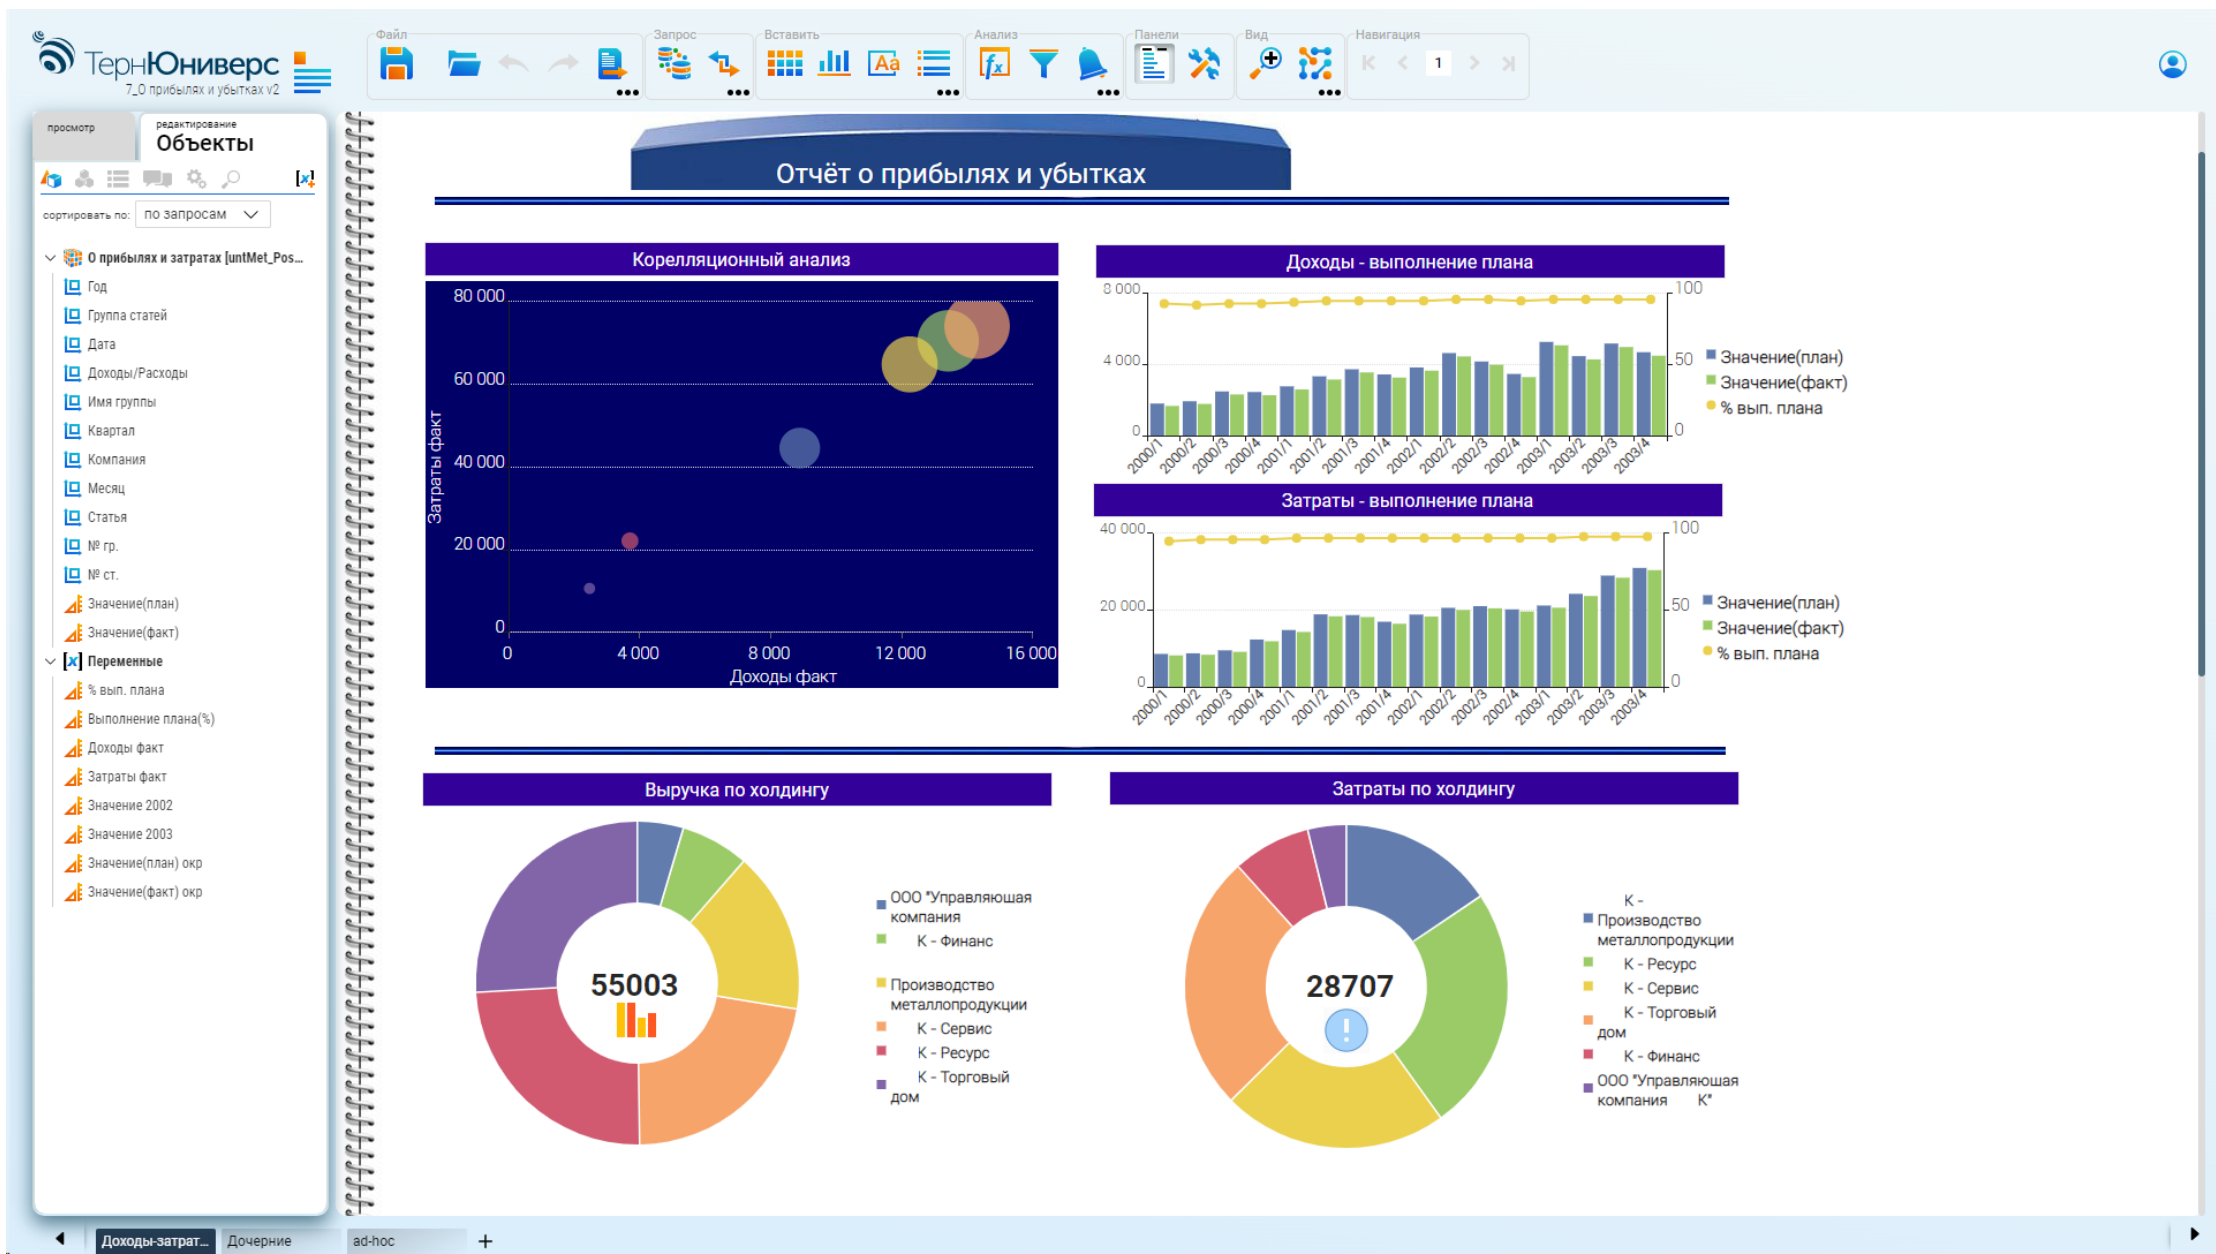 Файл
Запрос
Вставить
Анализ
Панели
Вид
Навигация
ТернЮниверс
7_О прибылях и убытках v2
Aa
fx
1
просмотр
редактирование
Объекты
[x]
сортировать по:
по запросам
О прибылях и затратах [untMet_Pos...
Год
Группа статей
Дата
Доходы/Расходы
Имя группы
Квартал
Компания
Месяц
Статья
№ гр.
№ ст.
Значение(план)
Значение(факт)
[x] Переменные
% вып. плана
Выполнение плана(%)
Доходы факт
Затраты факт
Значение 2002
Значение 2003
Значение(план) окр
Значение(факт) окр
Отчёт о прибылях и убытках
Корелляционный анализ
80 000
60 000
40 000
20 000
0
Затраты факт
0
4 000
8 000
12 000
16 000
Доходы факт
Доходы - выполнение плана
8 000
4 000
0
100
50
0
2000/1
2000/2
2000/3
2000/4
2001/1
2001/2
2001/3
2001/4
2002/1
2002/2
2002/3
2002/4
2003/1
2003/2
2003/3
2003/4
Значение(план)
Значение(факт)
% вып. плана
Затраты - выполнение плана
40 000
20 000
0
100
50
0
2000/1
2000/2
2000/3
2000/4
2001/1
2001/2
2001/3
2001/4
2002/1
2002/2
2002/3
2002/4
2003/1
2003/2
2003/3
2003/4
Значение(план)
Значение(факт)
% вып. плана
Выручка по холдингу
55003
ООО "Управляюшая
компания
К - Финанс
Производство
металлопродукции
К - Сервис
К - Ресурс
К - Торговый
дом
Затраты по холдингу
28707
К -
Производство
металлопродукции
К - Ресурс
К - Сервис
К - Торговый
дом
К - Финанс
ООО "Управляюшая
компания К"
Доходы-затрат...
Дочерние
ad-hoc
+